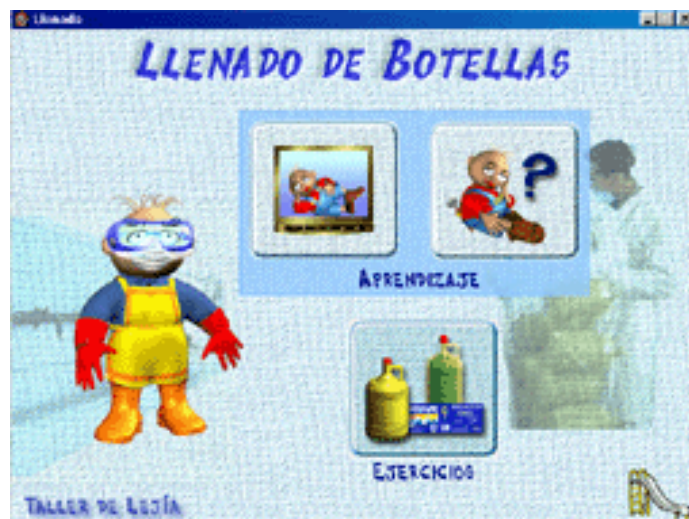 Llenado
LLENADO DE BOTELLAS
?
APRENDIZAJE
EJERCICIOS
TALLER DE LEJÍA